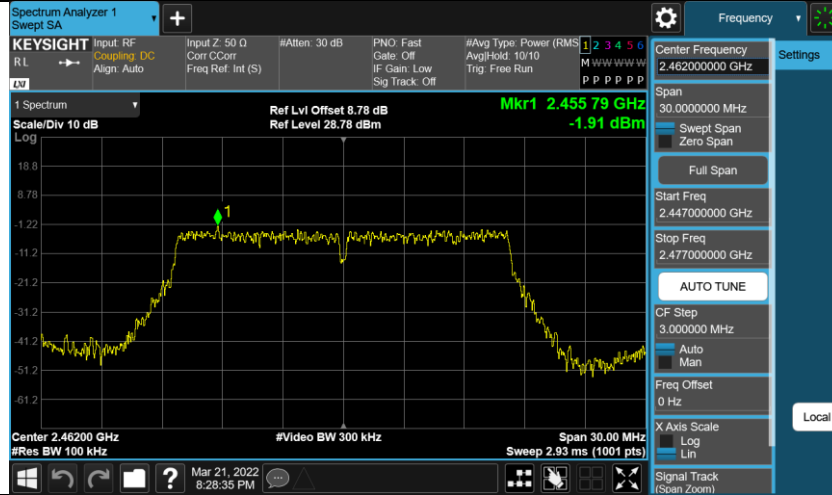 Spectrum Analyzer 1
Swept SA
+
Frequency
KEYSIGHT
RL
LXI
Input: RF
Coupling: DC
Align: Auto
Input Z: 50 Ω
Corr CCorr
Freq Ref: Int (S)
#Atten: 30 dB
PNO: Fast
Gate: Off
IF Gain: Low
Sig Track: Off
#Avg Type: Power (RMS
Avg|Hold: 10/10
Trig: Free Run
1 2 3 4 5 6
M W W W W W
P P P P P P
1 Spectrum
Scale/Div 10 dB
Log
Ref Lvl Offset 8.78 dB
Ref Level 28.78 dBm
Mkr1 2.455 79 GHz
-1.91 dBm
18.8
8.78
-1.22
-11.2
-21.2
-31.2
-41.2
-51.2
-61.2
1
Center 2.46200 GHz
#Res BW 100 kHz
#Video BW 300 kHz
Span 30.00 MHz
Sweep 2.93 ms (1001 pts)
Mar 21, 2022
8:28:35 PM
?
Center Frequency
2.462000000 GHz
Span
30.0000000 MHz
Swept Span
Zero Span
Full Span
Start Freq
2.447000000 GHz
Stop Freq
2.477000000 GHz
AUTO TUNE
CF Step
3.000000 MHz
Auto
Man
Freq Offset
0 Hz
X Axis Scale
Log
Lin
Signal Track
(Span Zoom)
Settings
Local